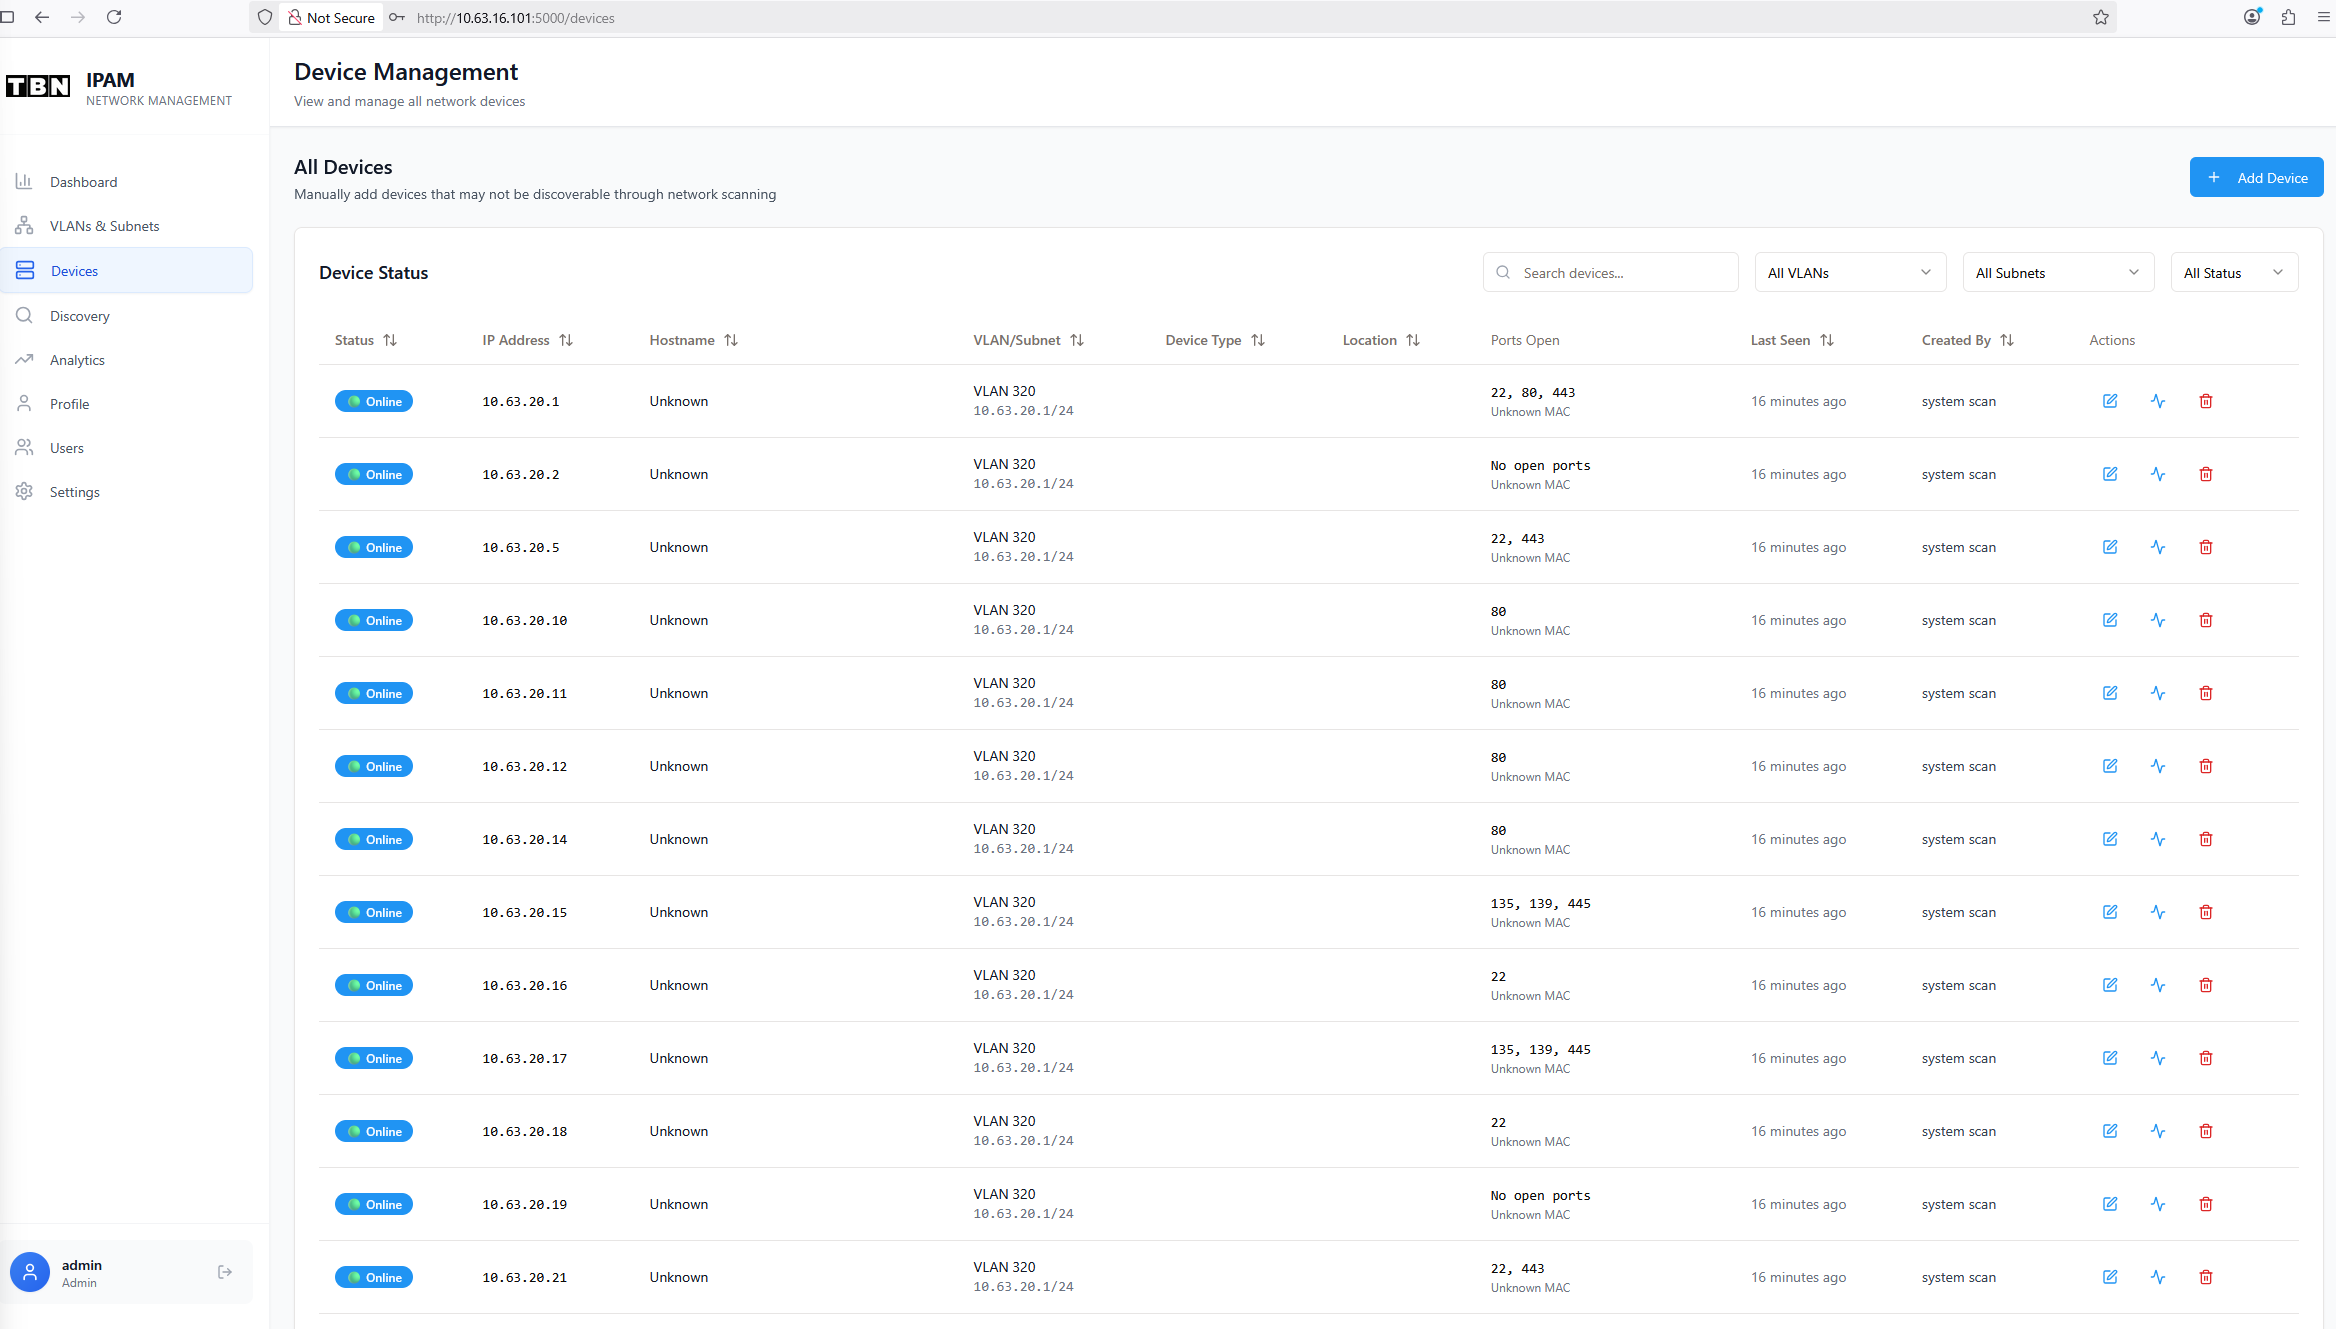 Not Secure http://10.63.16.101:5000/devices
TBN
IPAM
NETWORK MANAGEMENT
Dashboard
VLANs & Subnets
Devices
Discovery
Analytics
Profile
Users
Settings
admin
Admin
Device Management
View and manage all network devices
All Devices
Manually add devices that may not be discoverable through network scanning
+ Add Device
Device Status
Search devices...
All VLANs
All Subnets
All Status
Status IP Address Hostname VLAN/Subnet Device Type Location Ports Open Last Seen Created By Actions
Online 10.63.20.1 Unknown VLAN 320 22, 80, 443 16 minutes ago system scan
10.63.20.1/24 Unknown MAC
Online 10.63.20.2 Unknown VLAN 320 No open ports 16 minutes ago system scan
10.63.20.1/24 Unknown MAC
Online 10.63.20.5 Unknown VLAN 320 22, 443 16 minutes ago system scan
10.63.20.1/24 Unknown MAC
Online 10.63.20.10 Unknown VLAN 320 80 16 minutes ago system scan
10.63.20.1/24 Unknown MAC
Online 10.63.20.11 Unknown VLAN 320 80 16 minutes ago system scan
10.63.20.1/24 Unknown MAC
Online 10.63.20.12 Unknown VLAN 320 80 16 minutes ago system scan
10.63.20.1/24 Unknown MAC
Online 10.63.20.14 Unknown VLAN 320 80 16 minutes ago system scan
10.63.20.1/24 Unknown MAC
Online 10.63.20.15 Unknown VLAN 320 135, 139, 445 16 minutes ago system scan
10.63.20.1/24 Unknown MAC
Online 10.63.20.16 Unknown VLAN 320 22 16 minutes ago system scan
10.63.20.1/24 Unknown MAC
Online 10.63.20.17 Unknown VLAN 320 135, 139, 445 16 minutes ago system scan
10.63.20.1/24 Unknown MAC
Online 10.63.20.18 Unknown VLAN 320 22 16 minutes ago system scan
10.63.20.1/24 Unknown MAC
Online 10.63.20.19 Unknown VLAN 320 No open ports 16 minutes ago system scan
10.63.20.1/24 Unknown MAC
Online 10.63.20.21 Unknown VLAN 320 22, 443 16 minutes ago system scan
10.63.20.1/24 Unknown MAC